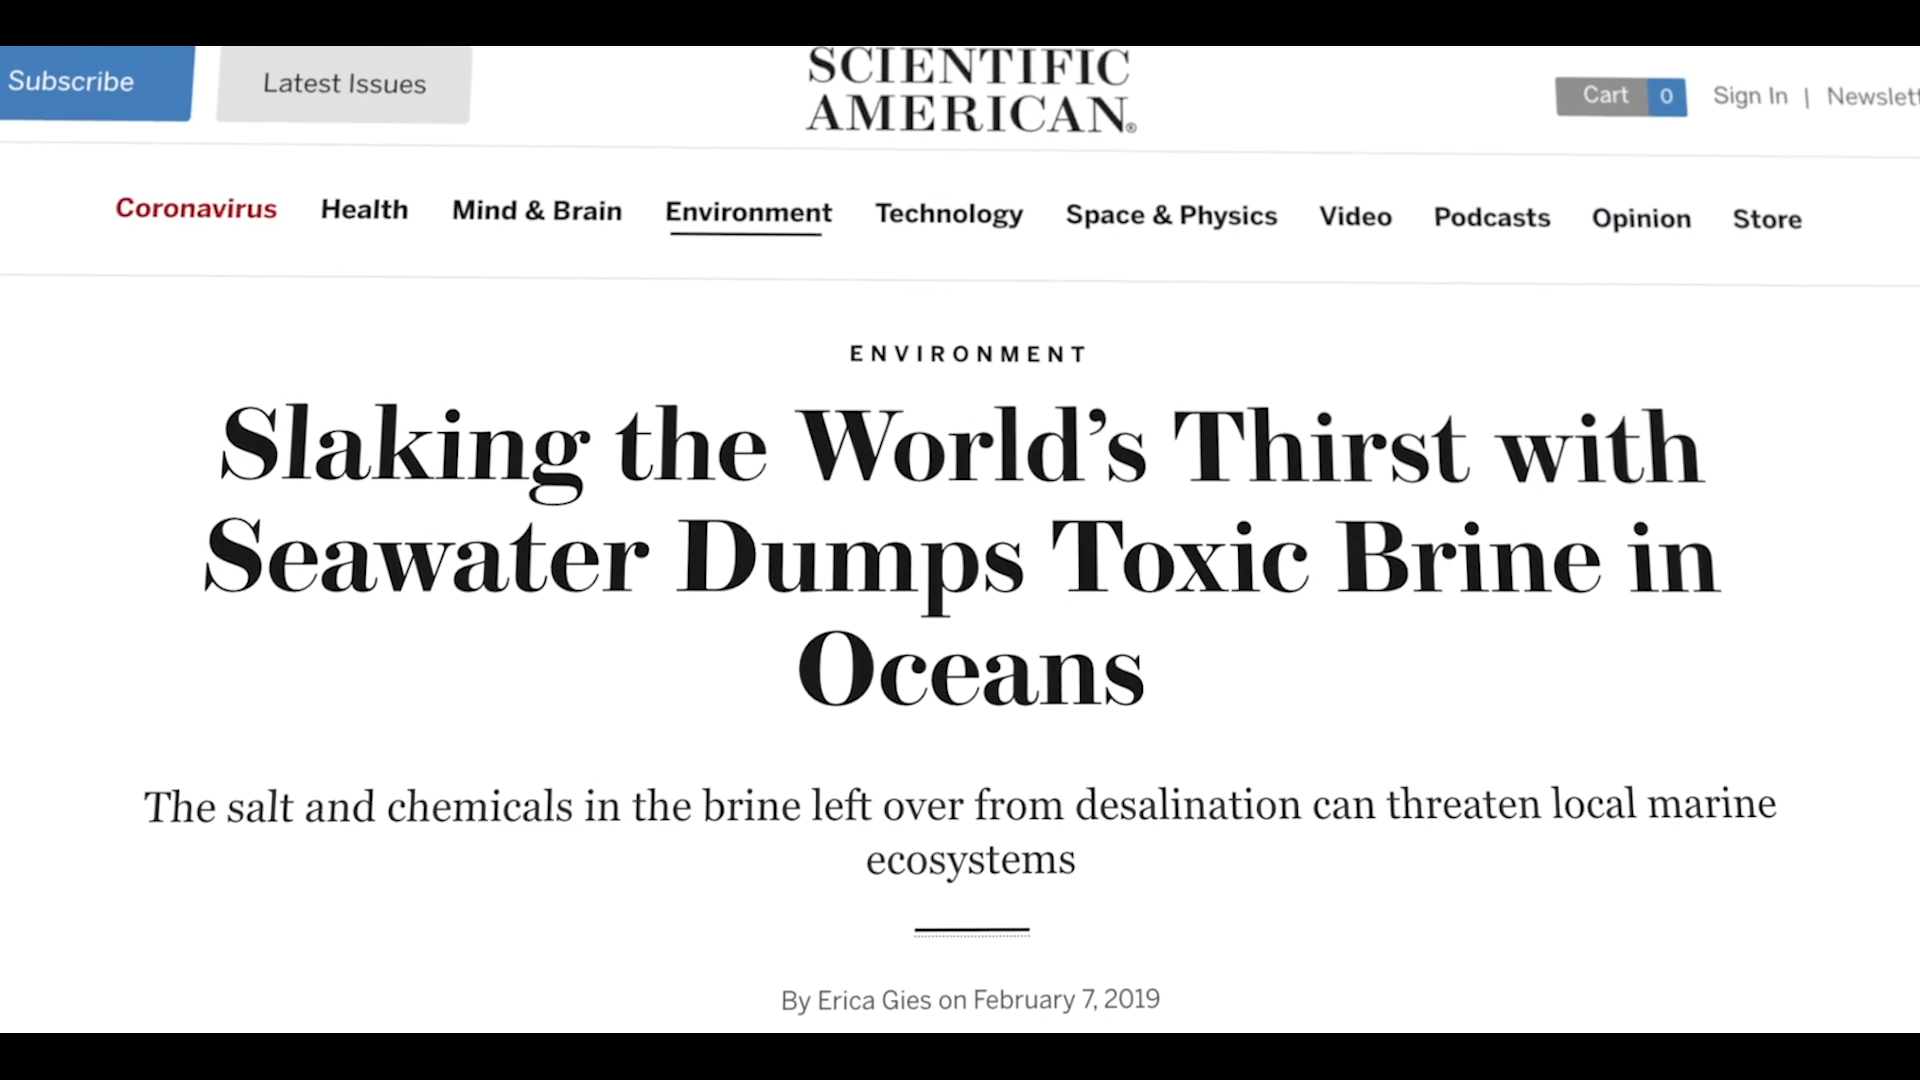 Subscribe
Latest Issues
SCIENTIFIC
AMERICAN®
Cart 0
Sign In | Newslett
Coronavirus Health Mind & Brain Environment Technology Space & Physics Video Podcasts Opinion Store
ENVIRONMENT
Slaking the World’s Thirst with
Seawater Dumps Toxic Brine in
Oceans
The salt and chemicals in the brine left over from desalination can threaten local marine
ecosystems
By Erica Gies on February 7, 2019